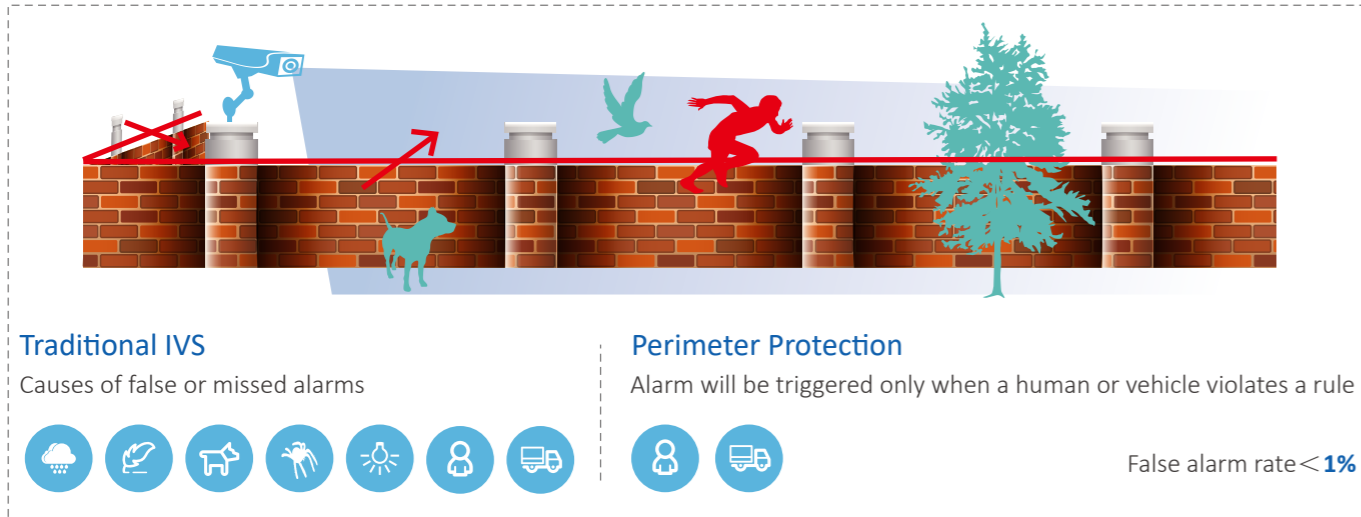 Traditional IVS
Causes of false or missed alarms
Perimeter Protection
Alarm will be triggered only when a human or vehicle violates a rule
False alarm rate＜1%